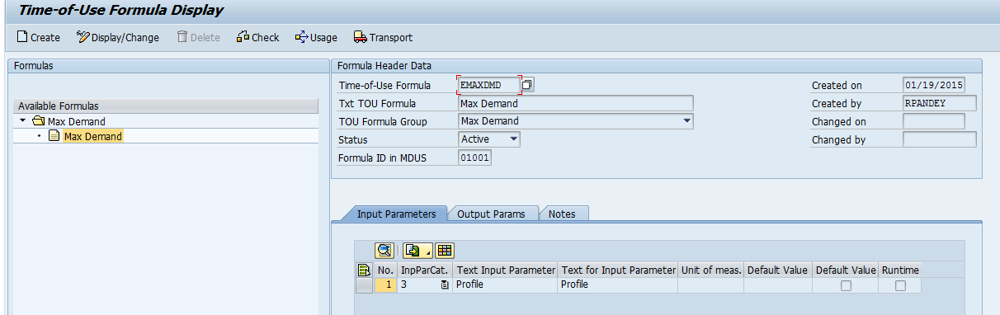 Time-of-Use Formula Display
Create Display/Change Delete Check Usage Transport
Formulas
Available Formulas
Max Demand
Max Demand
Formula Header Data
Time-of-Use Formula EMAXDMD Created on 01/19/2015
Txt TOU Formula Max Demand Created by RPANDEY
TOU Formula Group Max Demand Changed on
Status Active Changed by
Formula ID in MDUS 01001
Input Parameters Output Params Notes
No. InpParCat. Text Input Parameter Text for Input Parameter Unit of meas. Default Value Default Value Runtime
1 3 Profile Profile